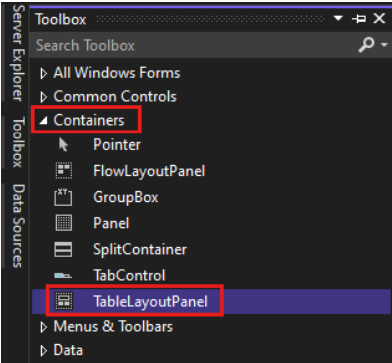 Server Explorer
Toolbox
Data Sources
Toolbox
Search Toolbox
All Windows Forms
Common Controls
Containers
Pointer
FlowLayoutPanel
XY
GroupBox
Panel
SplitContainer
TabControl
TableLayoutPanel
Menus & Toolbars
Data